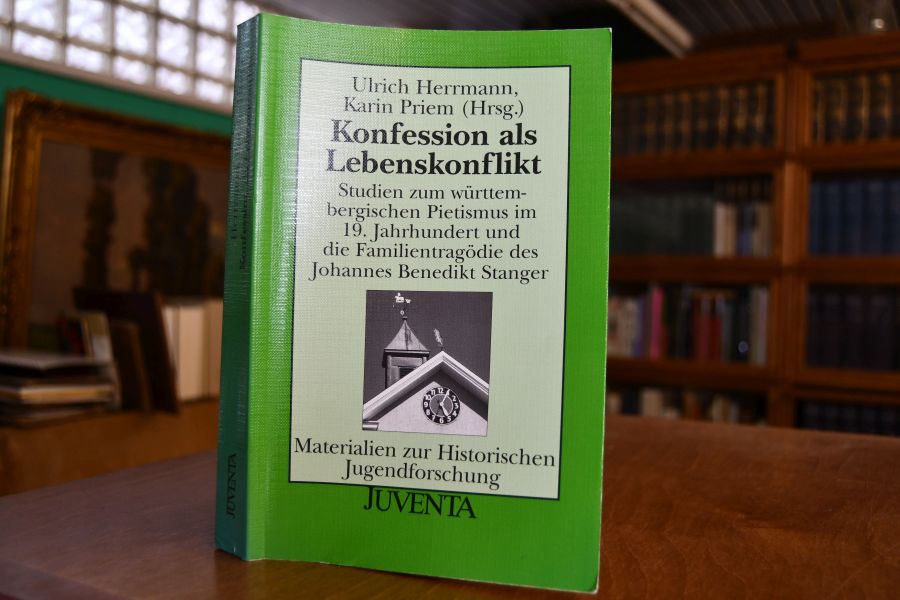 Ulrich Herrmann,
Karin Priem (Hrsg.)
Konfession als
Lebenskonflikt
Studien zum württem-
bergischen Pietismus im
19. Jahrhundert und
die Familientragödie des
Johannes Benedikt Stanger
Materialien zur Historischen
Jugendforschung
JUVENTA
JUVENTA